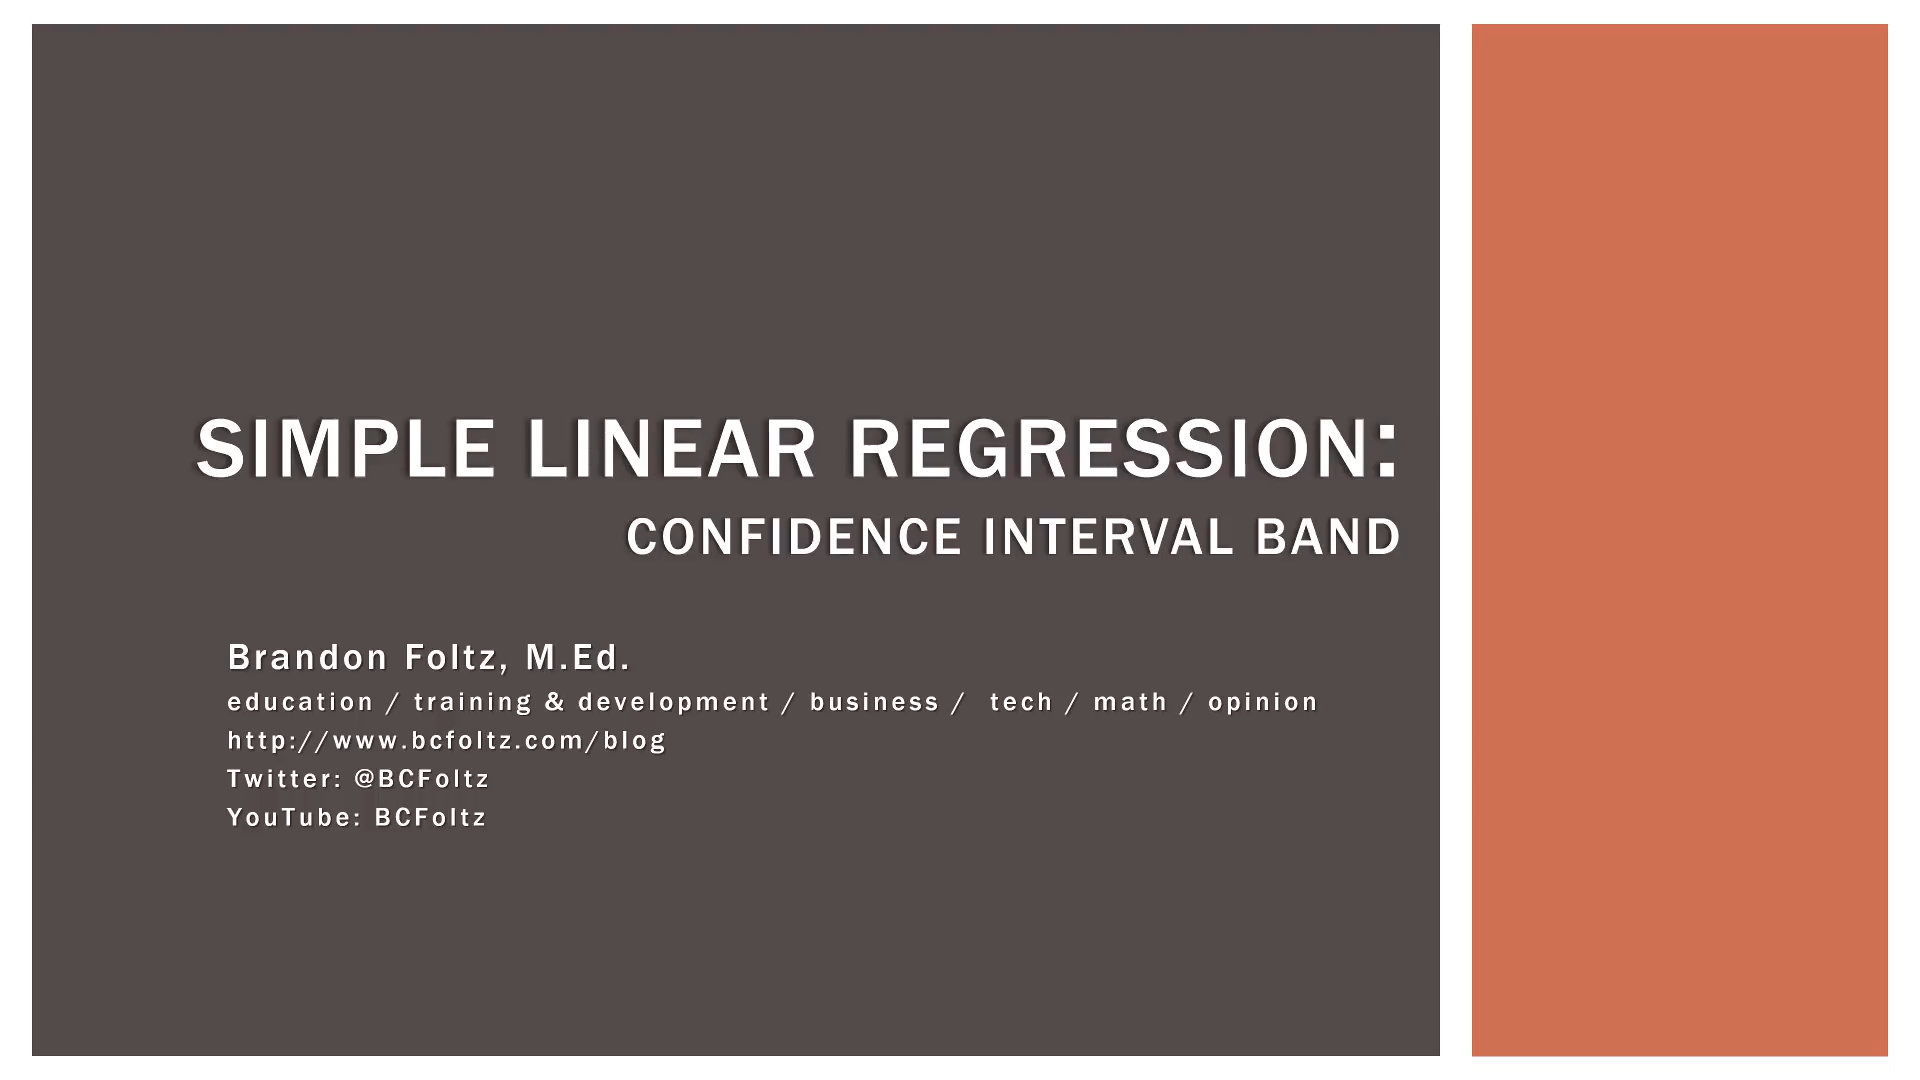 SIMPLE LINEAR REGRESSION:
CONFIDENCE INTERVAL BAND
Brandon Foltz, M.Ed.
education / training & development / business / tech / math / opinion
http://www.bcfoltz.com/blog
Twitter: @BCFoltz
YouTube: BCFoltz